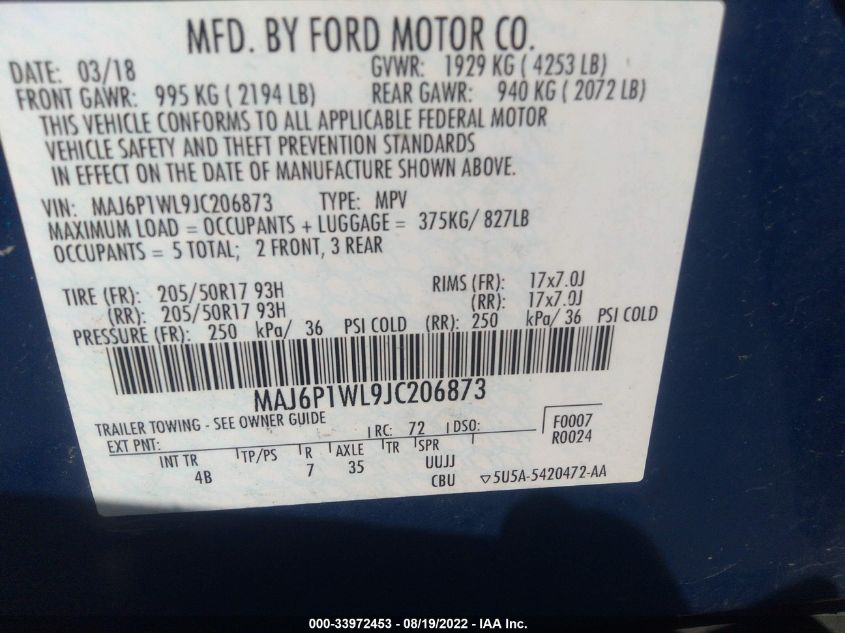 MFD. BY FORD MOTOR CO.
DATE: 03/18 GVWR: 1929 KG ( 4253 LB)
FRONT GAWR: 995 KG ( 2194 LB) REAR GAWR: 940 KG ( 2072 LB)
THIS VEHICLE CONFORMS TO ALL APPLICABLE FEDERAL MOTOR
VEHICLE SAFETY AND THEFT PREVENTION STANDARDS
IN EFFECT ON THE DATE OF MANUFACTURE SHOWN ABOVE.
VIN: MAJ6P1WL9JC206873 TYPE: MPV
MAXIMUM LOAD = OCCUPANTS + LUGGAGE = 375KG/ 827LB
OCCUPANTS = 5 TOTAL; 2 FRONT, 3 REAR
TIRE (FR): 205/50R17 93H RIMS (FR): 17x7.0J
(RR): 205/50R17 93H (RR): 17x7.0J
PRESSURE (FR): 250 kPa/ 36 PSI COLD (RR): 250 kPa/ 36 PSI COLD
MAJ6P1WL9JC206873
TRAILER TOWING - SEE OWNER GUIDE
EXT PNT: RC: 72 DSO: F0007
R0024
INT TR TP/PS R AXLE TR SPR
4B 7 35 UUJJ
CBU ▽5U5A-5420472-AA
000-33972453 - 08/19/2022 - IAA Inc.